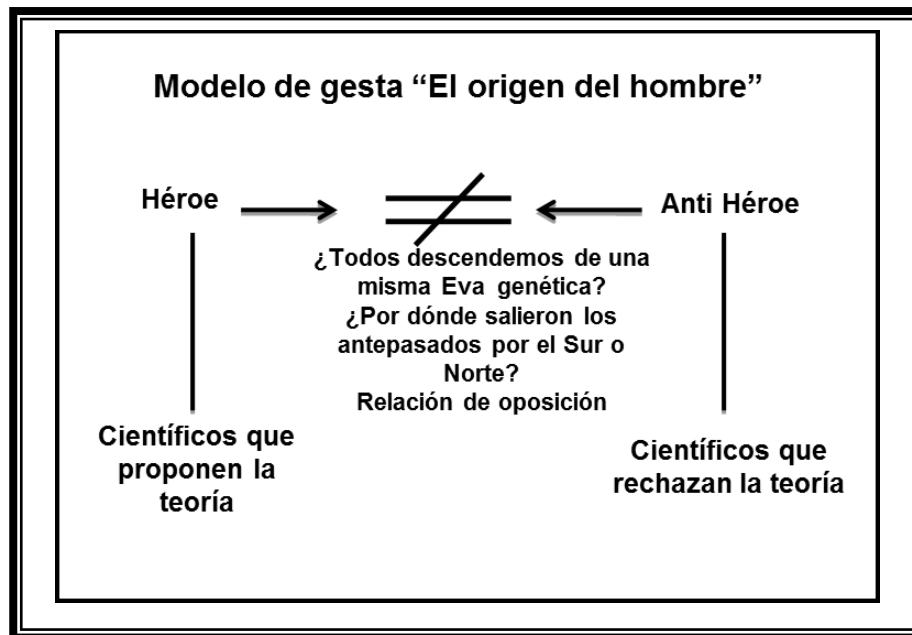 Modelo de gesta “El origen del hombre”
Héroe
Anti Héroe
¿Todos descendemos de una
misma Eva genética?
¿Por dónde salieron los
antepasados por el Sur o
Norte?
Relación de oposición
Científicos que
proponen la
teoría
Científicos que
rechazan la teoría